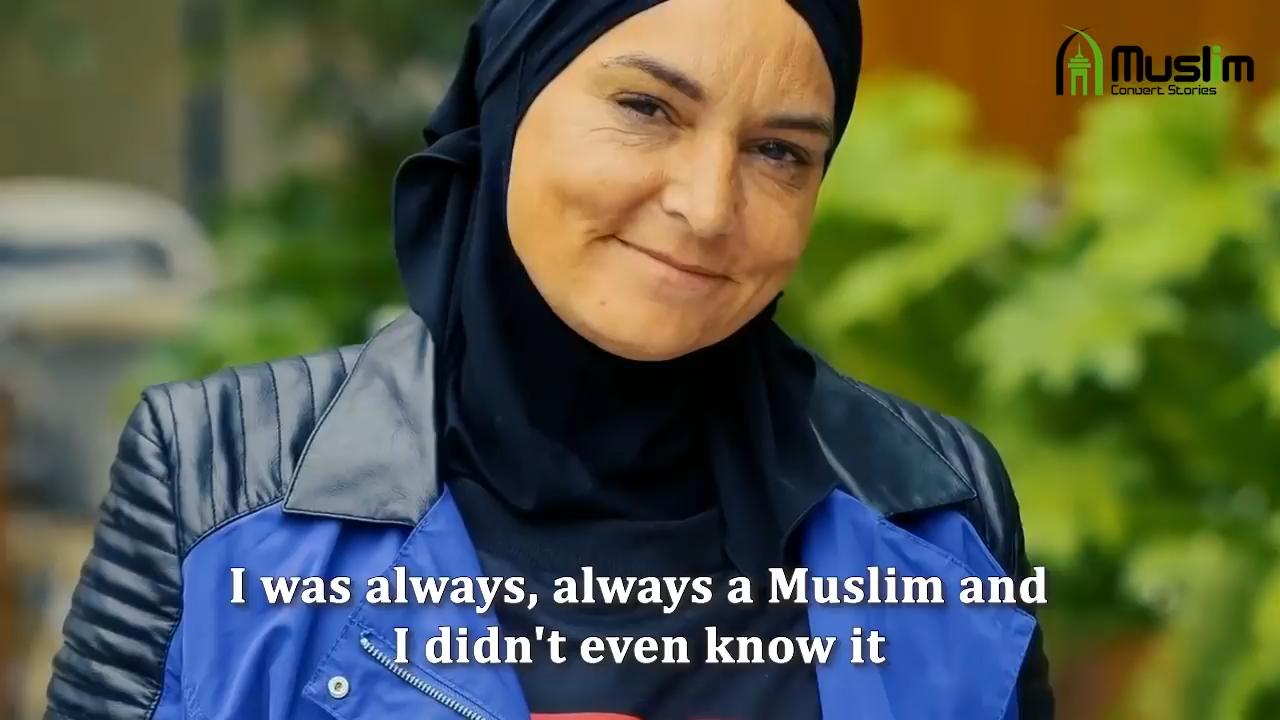 Muslim
Convert Stories
I was always, always a Muslim and
I didn't even know it